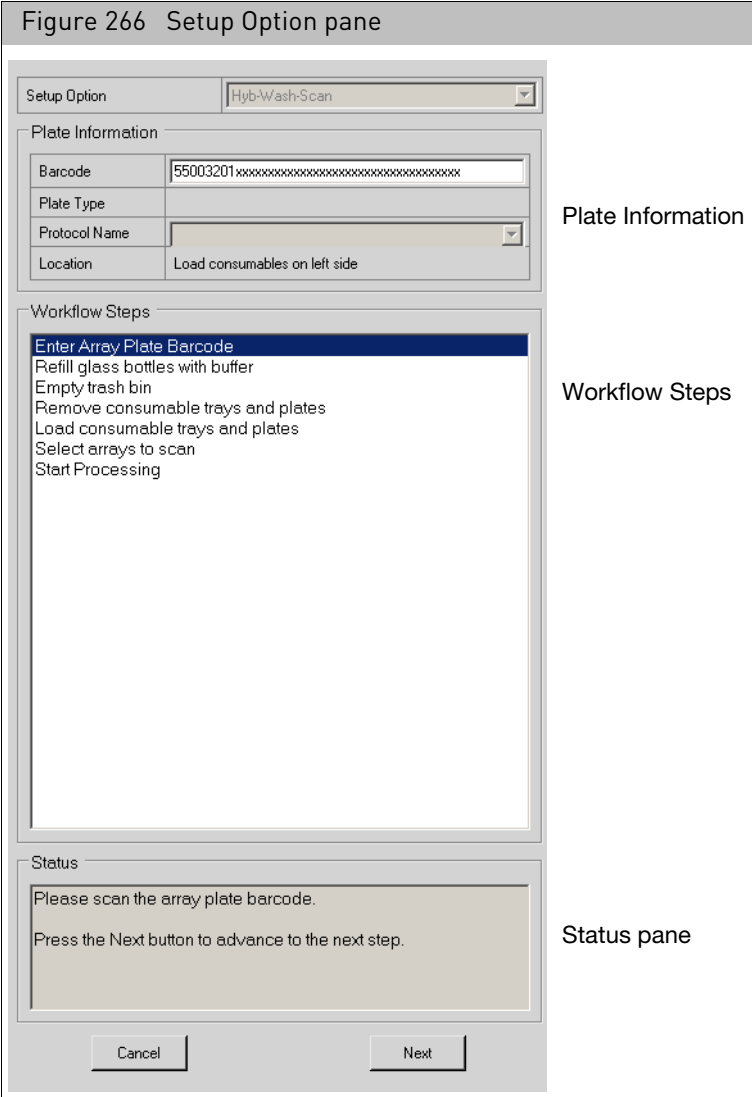 Figure 266 Setup Option pane
Setup Option Hyb-Wash-Scan
Plate Information
Barcode 55003201xxxxxxxxxxxxxxxxxxxxxxxxxxxxxxxxxx
Plate Type
Protocol Name
Location Load consumables on left side
Plate Information
Workflow Steps
Enter Array Plate Barcode
Refill glass bottles with buffer
Empty trash bin
Remove consumable trays and plates
Load consumable trays and plates
Select arrays to scan
Start Processing
Workflow Steps
Status
Please scan the array plate barcode.
Press the Next button to advance to the next step.
Status pane
Cancel Next